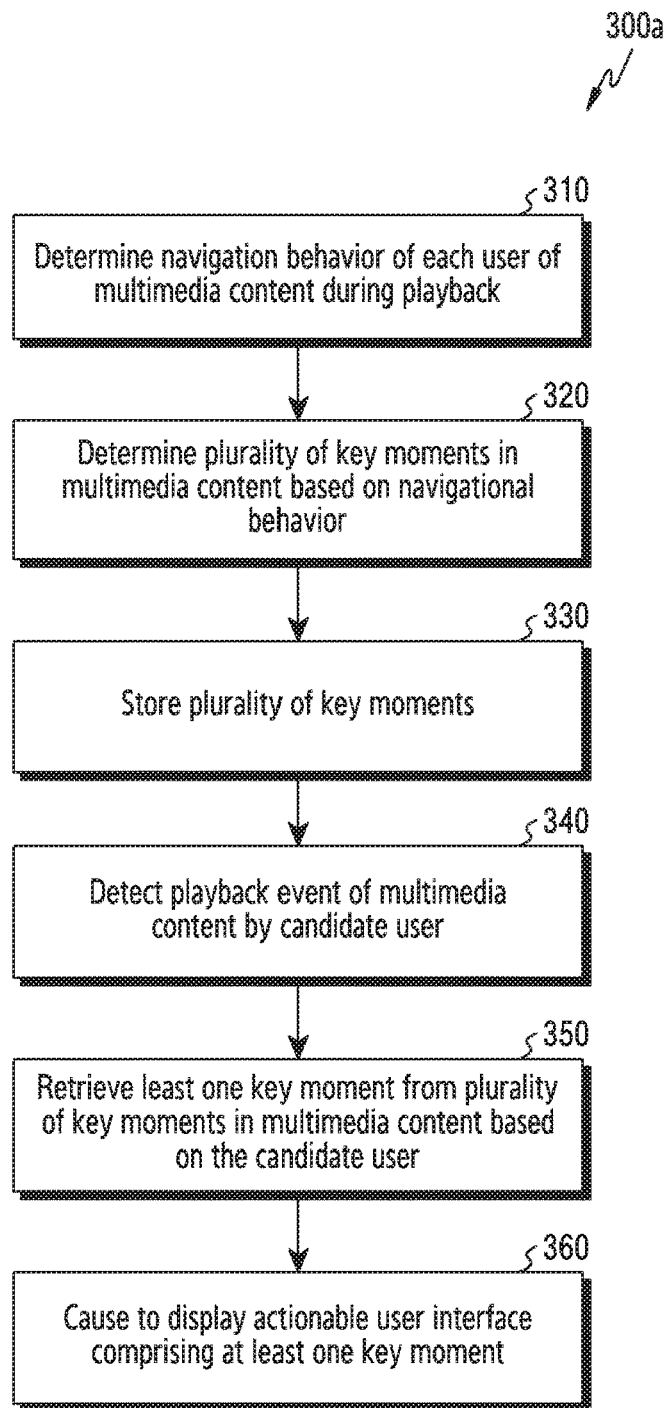 300a
310
Determine navigation behavior of each user of
multimedia content during playback
320
Determine plurality of key moments in
multimedia content based on navigational
behavior
330
Store plurality of key moments
340
Detect playback event of multimedia
content by candidate user
350
Retrieve least one key moment from plurality
of key moments in multimedia content based
on the candidate user
360
Cause to display actionable user interface
comprising at least one key moment